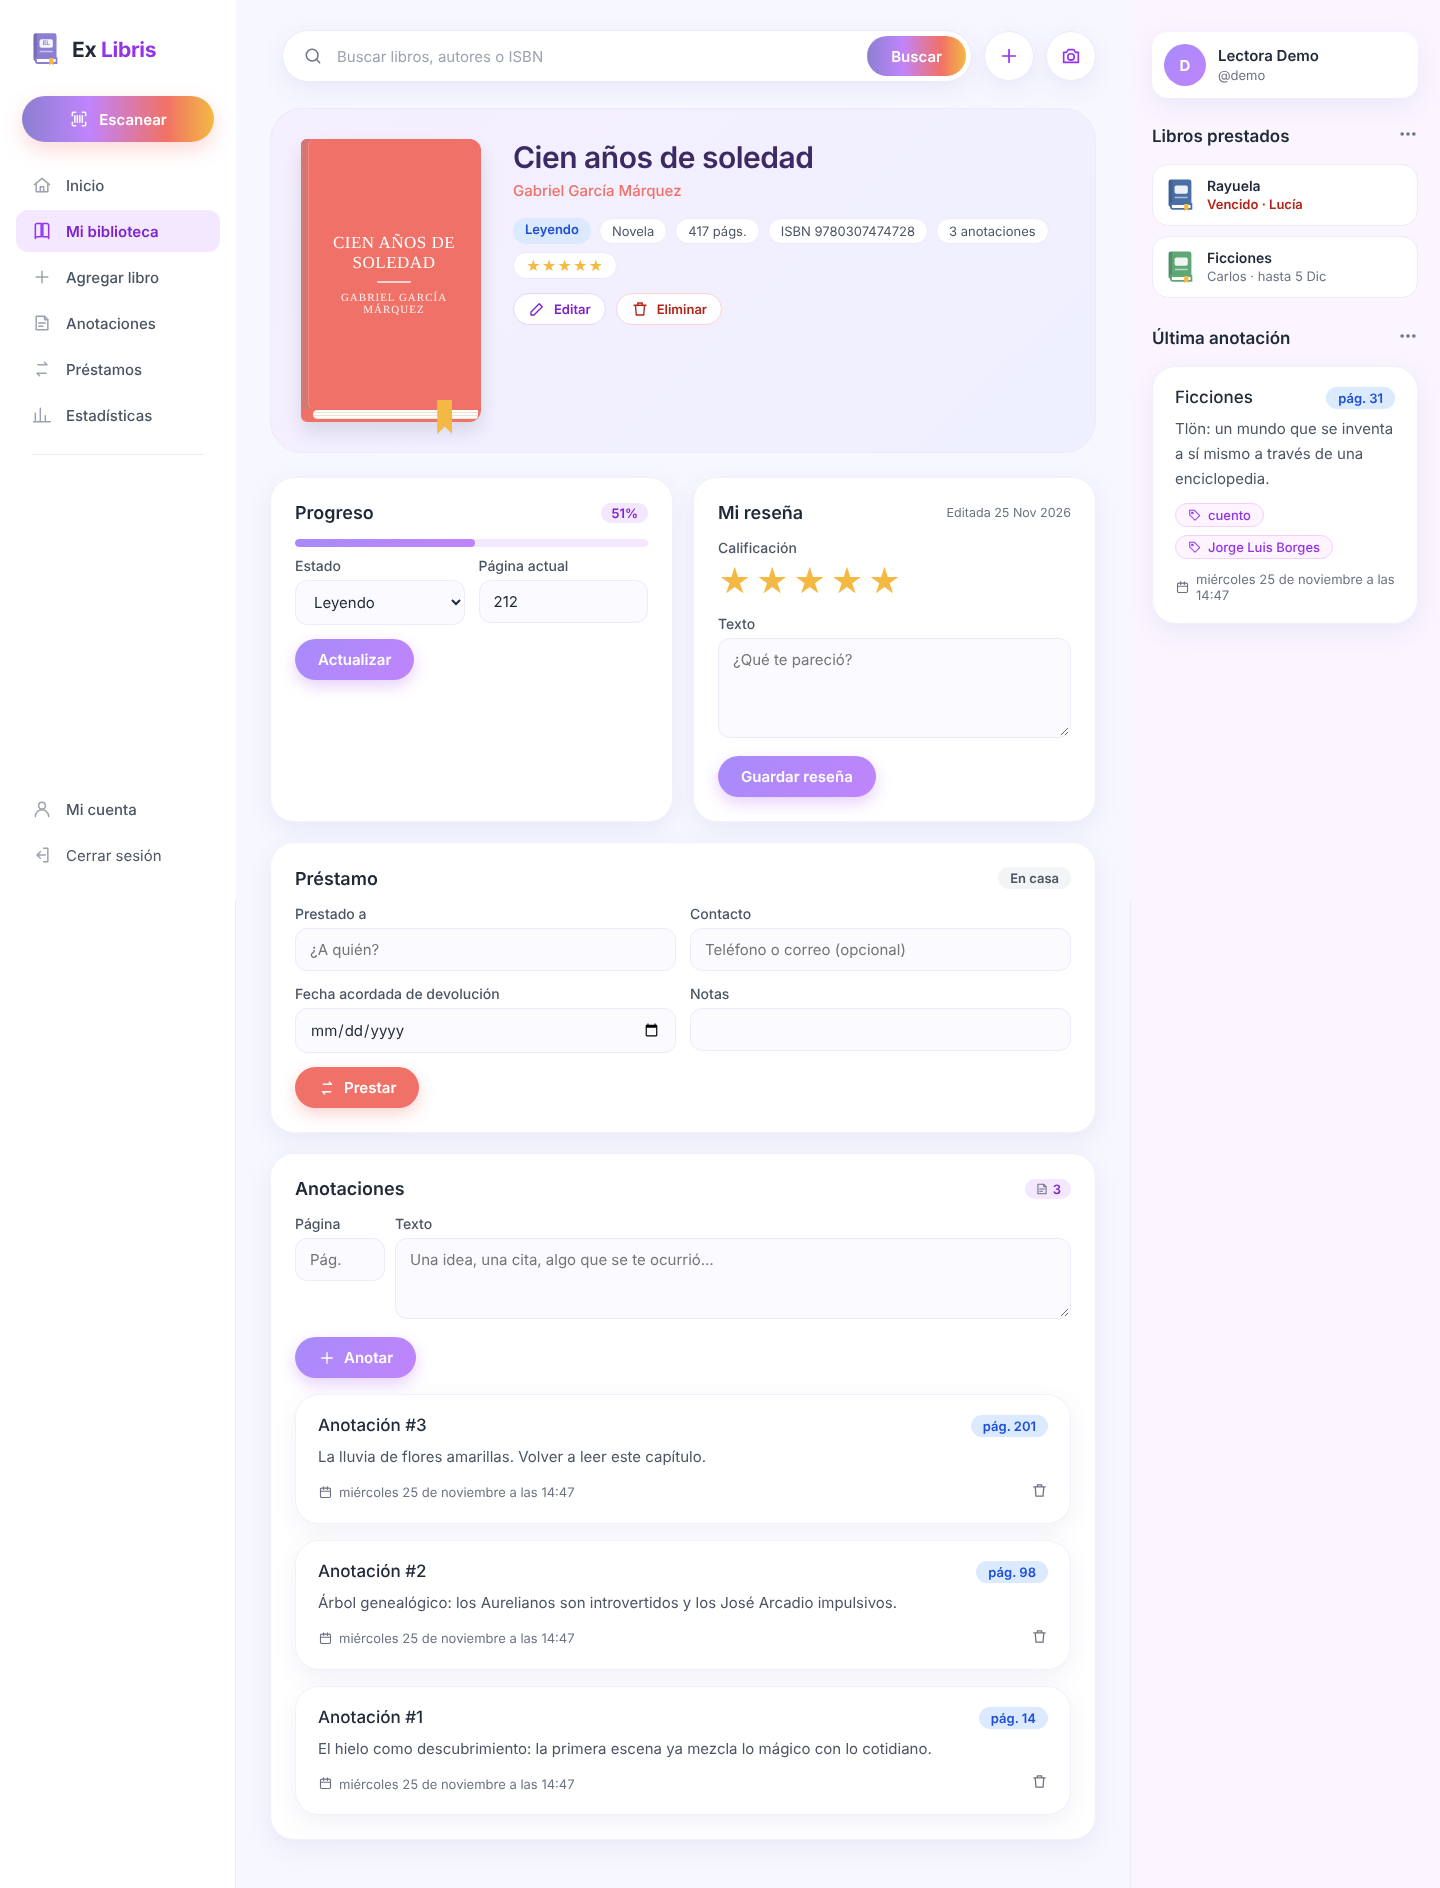 Ex Libris
Escanear
Inicio
Mi biblioteca
Agregar libro
Anotaciones
Préstamos
Estadísticas
Mi cuenta
Cerrar sesión
Buscar libros, autores o ISBN
Buscar
CIEN AÑOS DE
SOLEDAD
GABRIEL GARCÍA
MÁRQUEZ
Cien años de soledad
Gabriel García Márquez
Leyendo
Novela
417 págs.
ISBN 9780307474728
3 anotaciones
★★★★★
Editar
Eliminar
Progreso
51%
Estado
Página actual
Leyendo
212
Actualizar
Mi reseña
Editada 25 Nov 2026
Calificación
★★★★★
Texto
¿Qué te pareció?
Guardar reseña
Préstamo
En casa
Prestado a
Contacto
¿A quién?
Teléfono o correo (opcional)
Fecha acordada de devolución
Notas
mm/dd/yyyy
Prestar
Anotaciones
3
Página
Texto
Pág.
Una idea, una cita, algo que se te ocurrió...
Anotar
Anotación #3
pág. 201
La lluvia de flores amarillas. Volver a leer este capítulo.
miércoles 25 de noviembre a las 14:47
Anotación #2
pág. 98
Árbol genealógico: los Aurelianos son introvertidos y los José Arcadio impulsivos.
miércoles 25 de noviembre a las 14:47
Anotación #1
pág. 14
El hielo como descubrimiento: la primera escena ya mezcla lo mágico con lo cotidiano.
miércoles 25 de noviembre a las 14:47
D
Lectora Demo
@demo
Libros prestados
Rayuela
Vencido · Lucía
Ficciones
Carlos · hasta 5 Dic
Última anotación
Ficciones
pág. 31
Tlön: un mundo que se inventa
a sí mismo a través de una
enciclopedia.
cuento
Jorge Luis Borges
miércoles 25 de noviembre a las
14:47